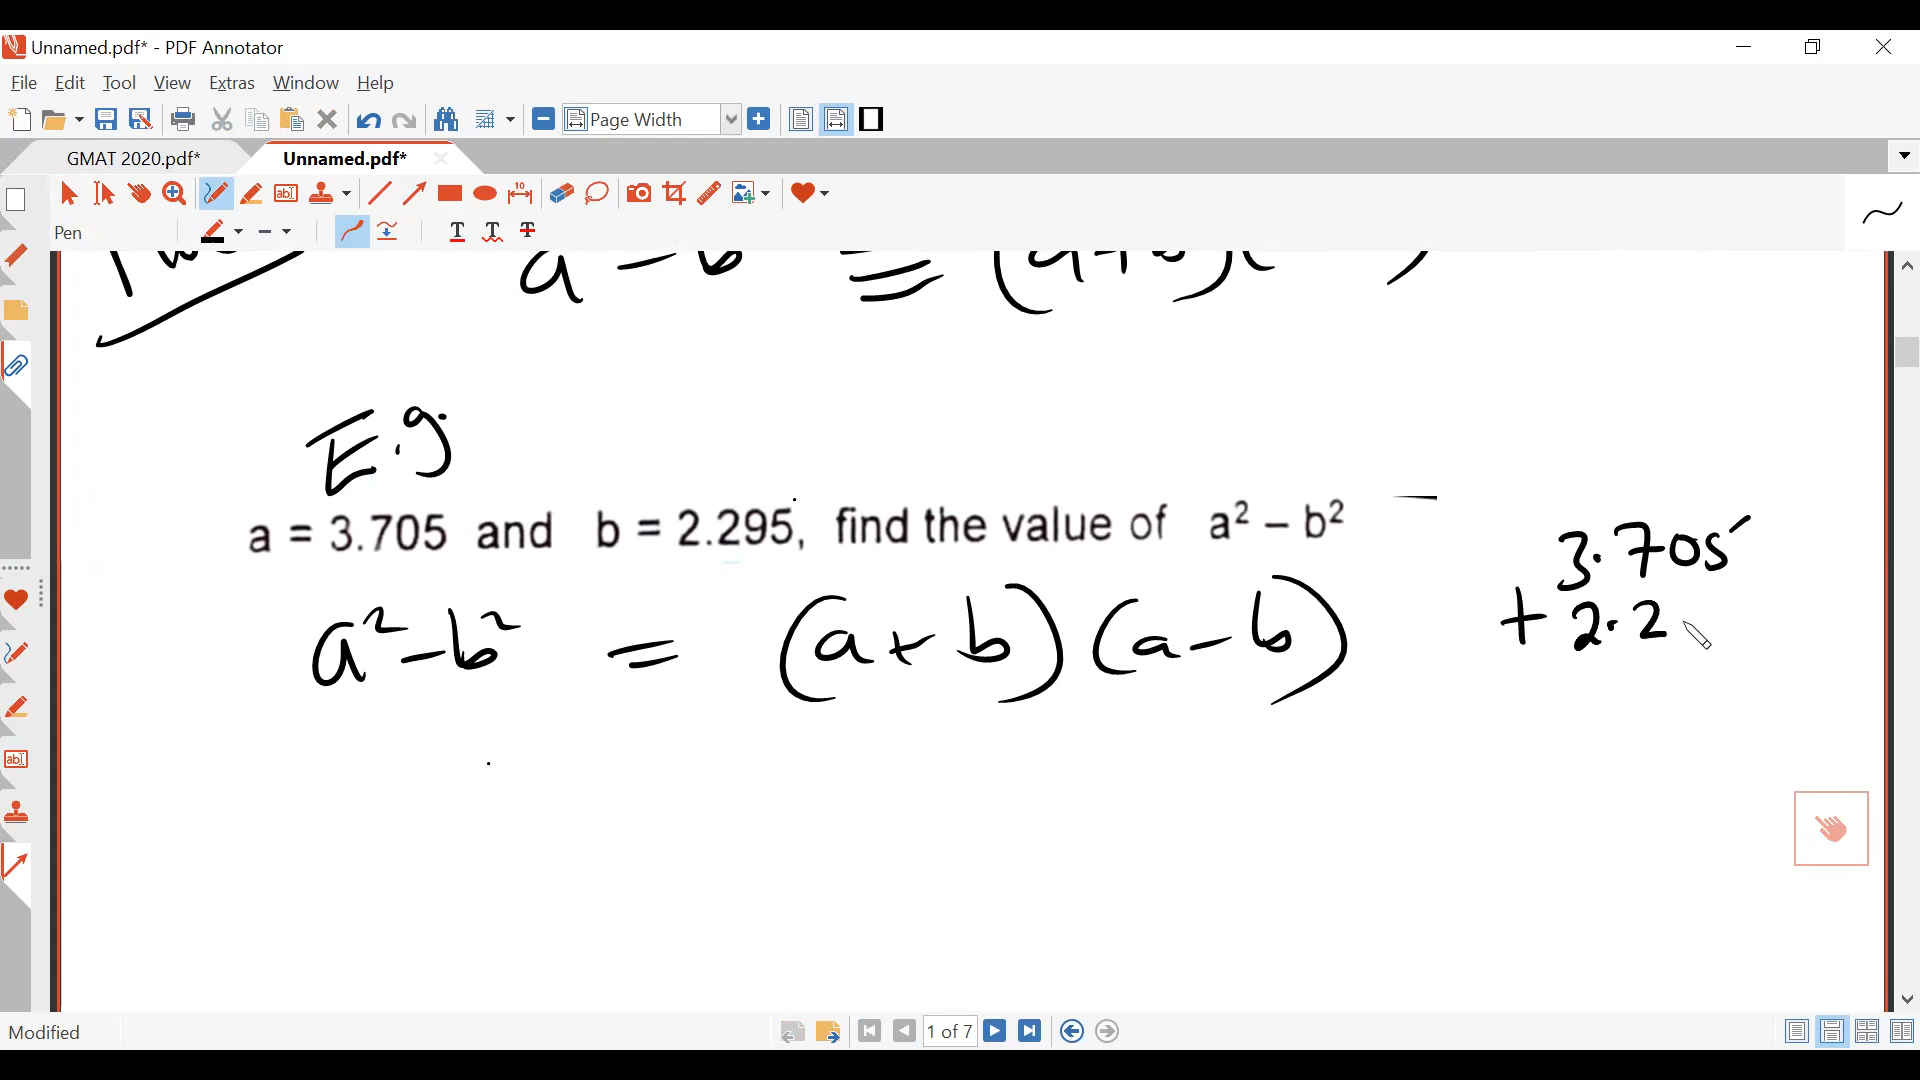 Unnamed.pdf* - PDF Annotator
File Edit Tool View Extras Window Help
Page Width
GMAT 2020.pdf*
Unnamed.pdf*
Pen
E.g.
a = 3.705 and b = 2.295, find the value of a² – b²
a² – b² = (a + b)(a – b)
3.705
+ 2.2
Modified
1 of 7